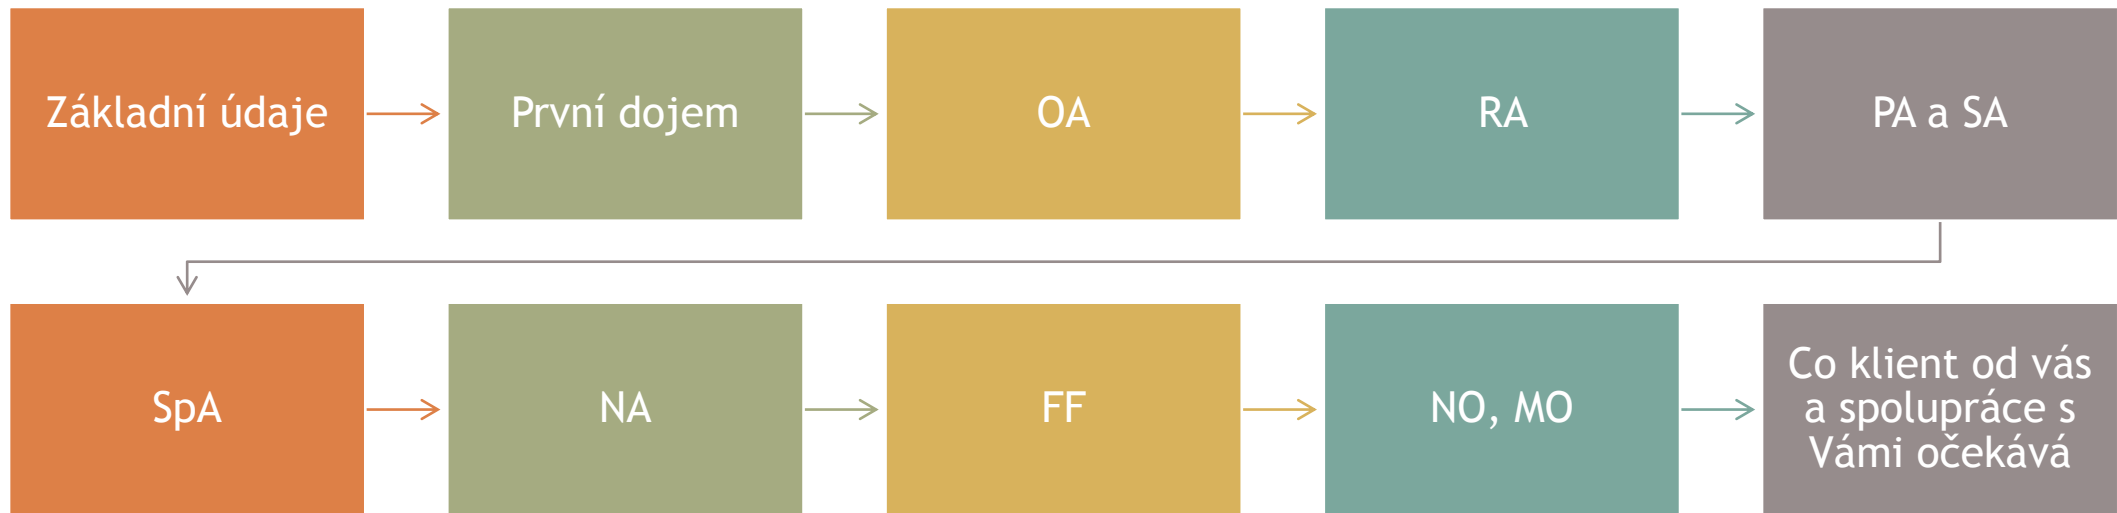 Základní údaje
První dojem
OA
RA
PA a SA
SpA
NA
FF
NO, MO
Co klient od vás
a spolupráce s
Vámi očekává